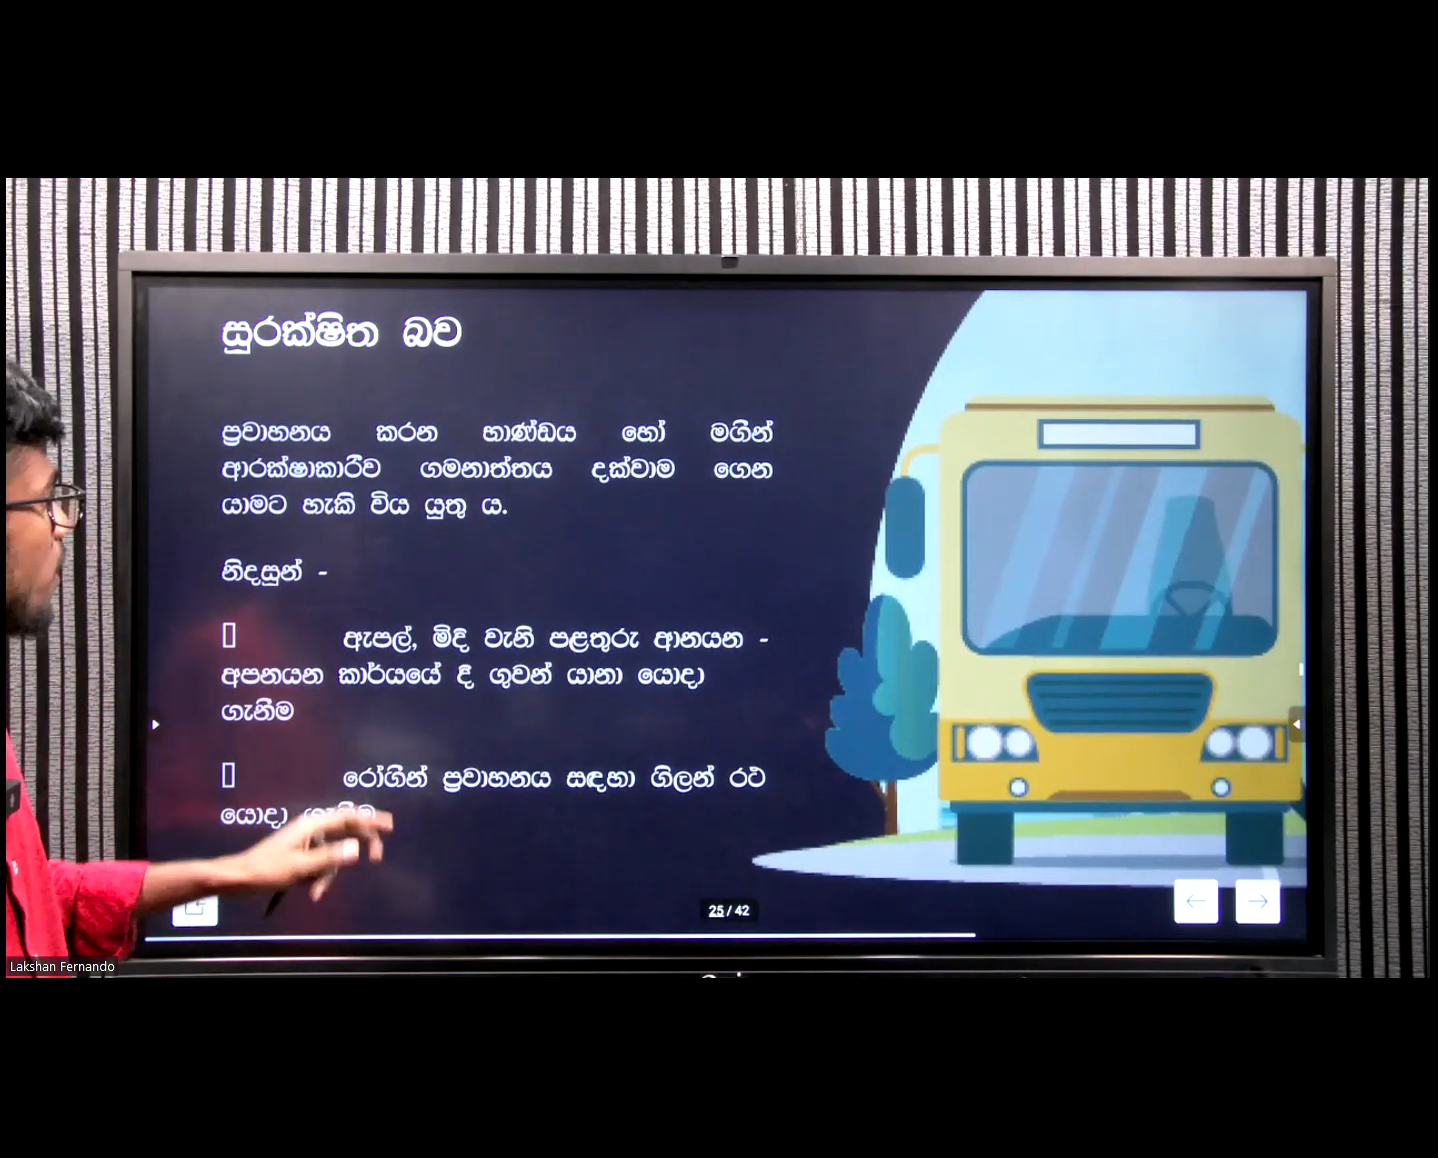 සුරක්ෂිත බව
ප්‍රවාහනය කරන භාණ්ඩය හෝ මගීන්
ආරක්ෂාකාරීව ගමනාන්තය දක්වාම ගෙන
යාමට හැකි විය යුතු ය.
නිදසුන් -
ඇපල්, මිදි වැනි පළතුරු ආනයන -
අපනයන කාර්යයේ දී ගුවන් යානා යොදා
ගැනීම
රෝගීන් ප්‍රවාහනය සඳහා ගිලන් රථ
යොදා ගැනීම
25 / 42
Lakshan Fernando